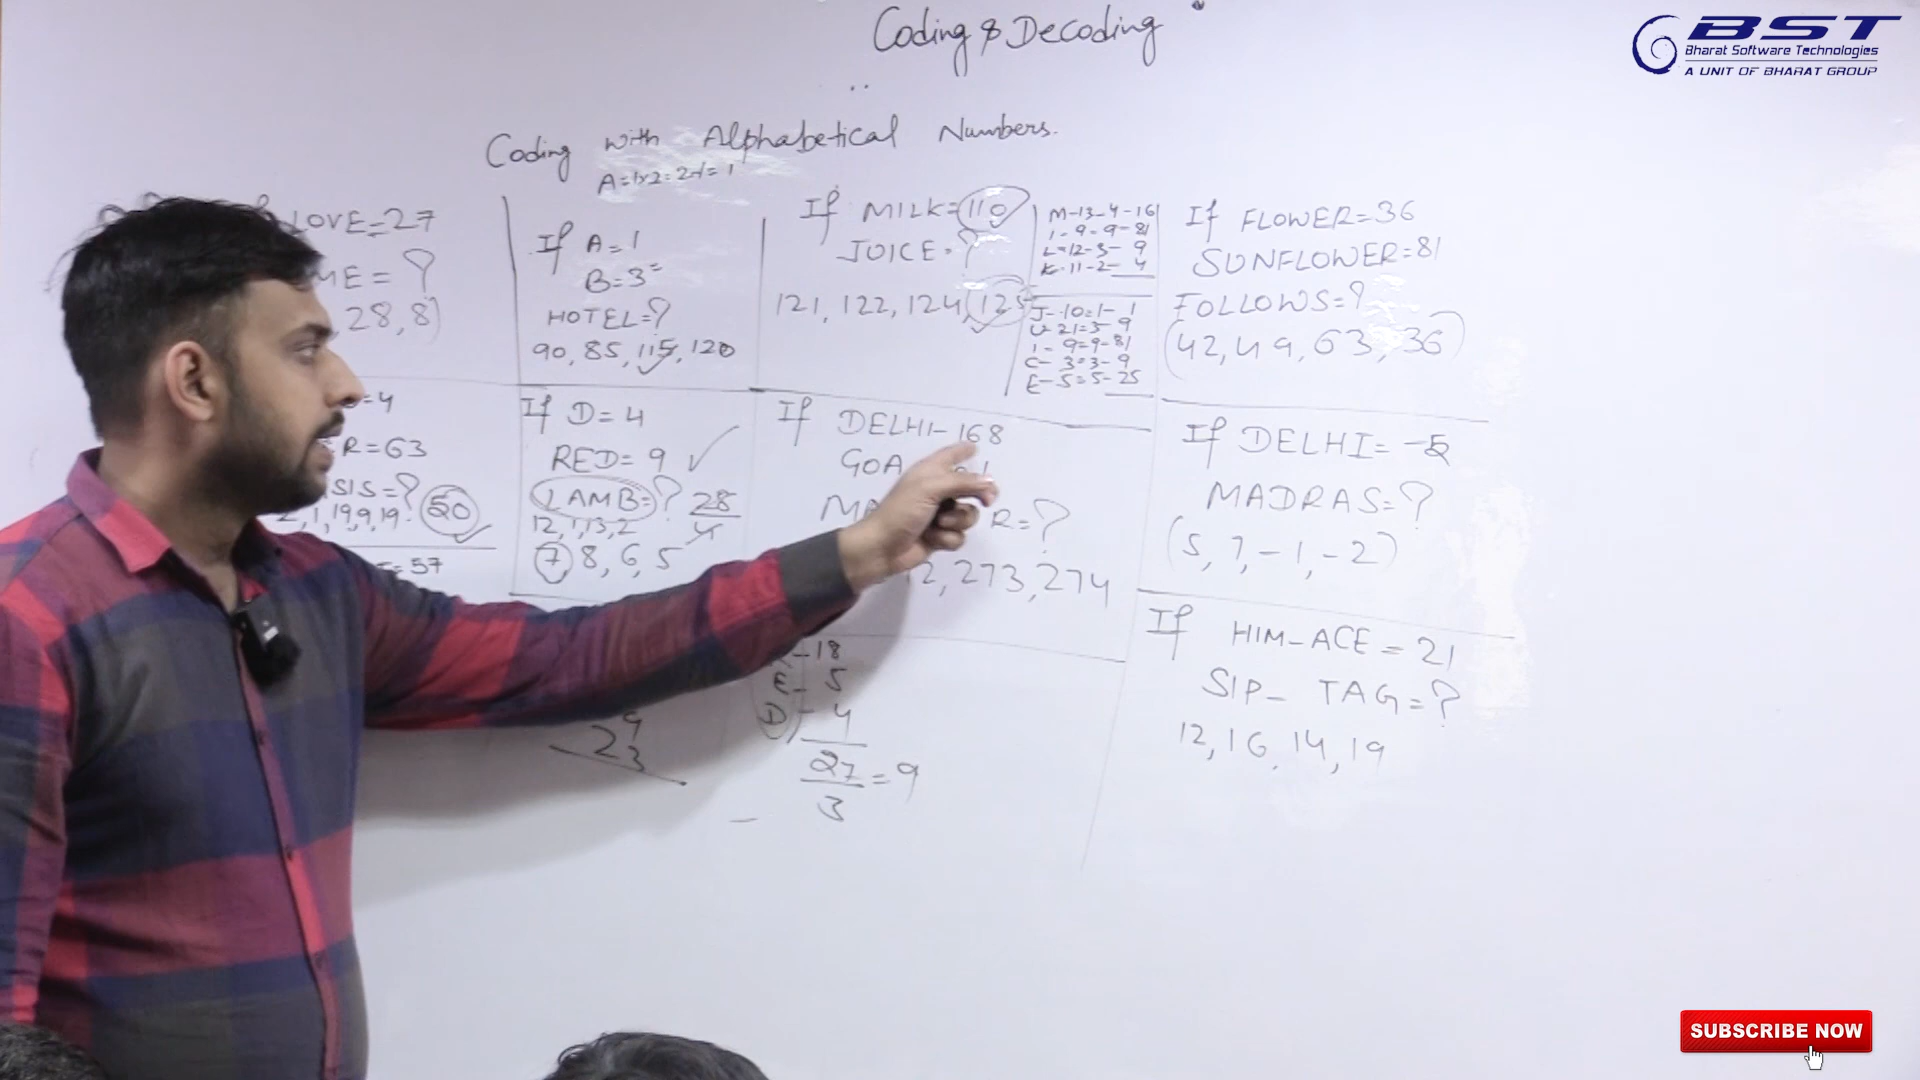 Coding & Decoding
BST
Bharat Software Technologies
A UNIT OF BHARAT GROUP
Coding with Alphabetical Numbers.
A=1x2=2-1=1
LOVE=27
ME=?
28,8)
=4
R=63
SIS=?
50
1,19,9,19.
=57
If A=1
B=3
HOTEL=?
90,85,115,120
If D=4
RED=9
LAMB=?
28
4
12,1,13,2
7 8,6,5
9
23
If MILK=110
JUICE=?
121,122,124,125
M-13-4-16
I-9-9-81
L-12-3-9
K-11-2-4
J-10=1-1
U-21=3-9
I-9=9-81
C-3=3-9
E-5=5-25
If DELHI-168
GOA
MA R=?
2,273,274
-18
E-5
D-4
27
3
=9
If FLOWER=36
SUNFLOWER=81
FOLLOWS=?
(42,49,63,36)
If DELHI=-5
MADRAS=?
(5,7,-1,-2)
If HIM-ACE=21
SIP-TAG=?
12,16,14,19
SUBSCRIBE NOW